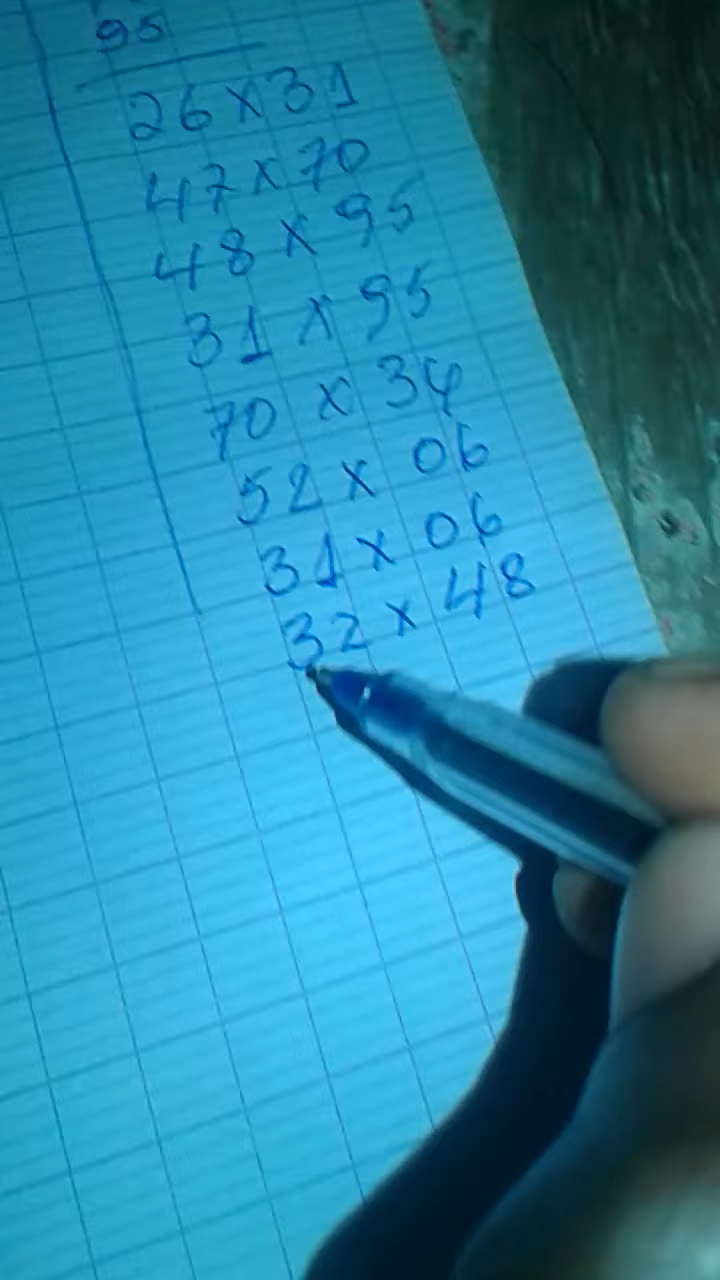 95
26 x 31
47 x 70
48 x 95
31 x 95
70 x 34
52 x 06
31 x 06
32 x 48